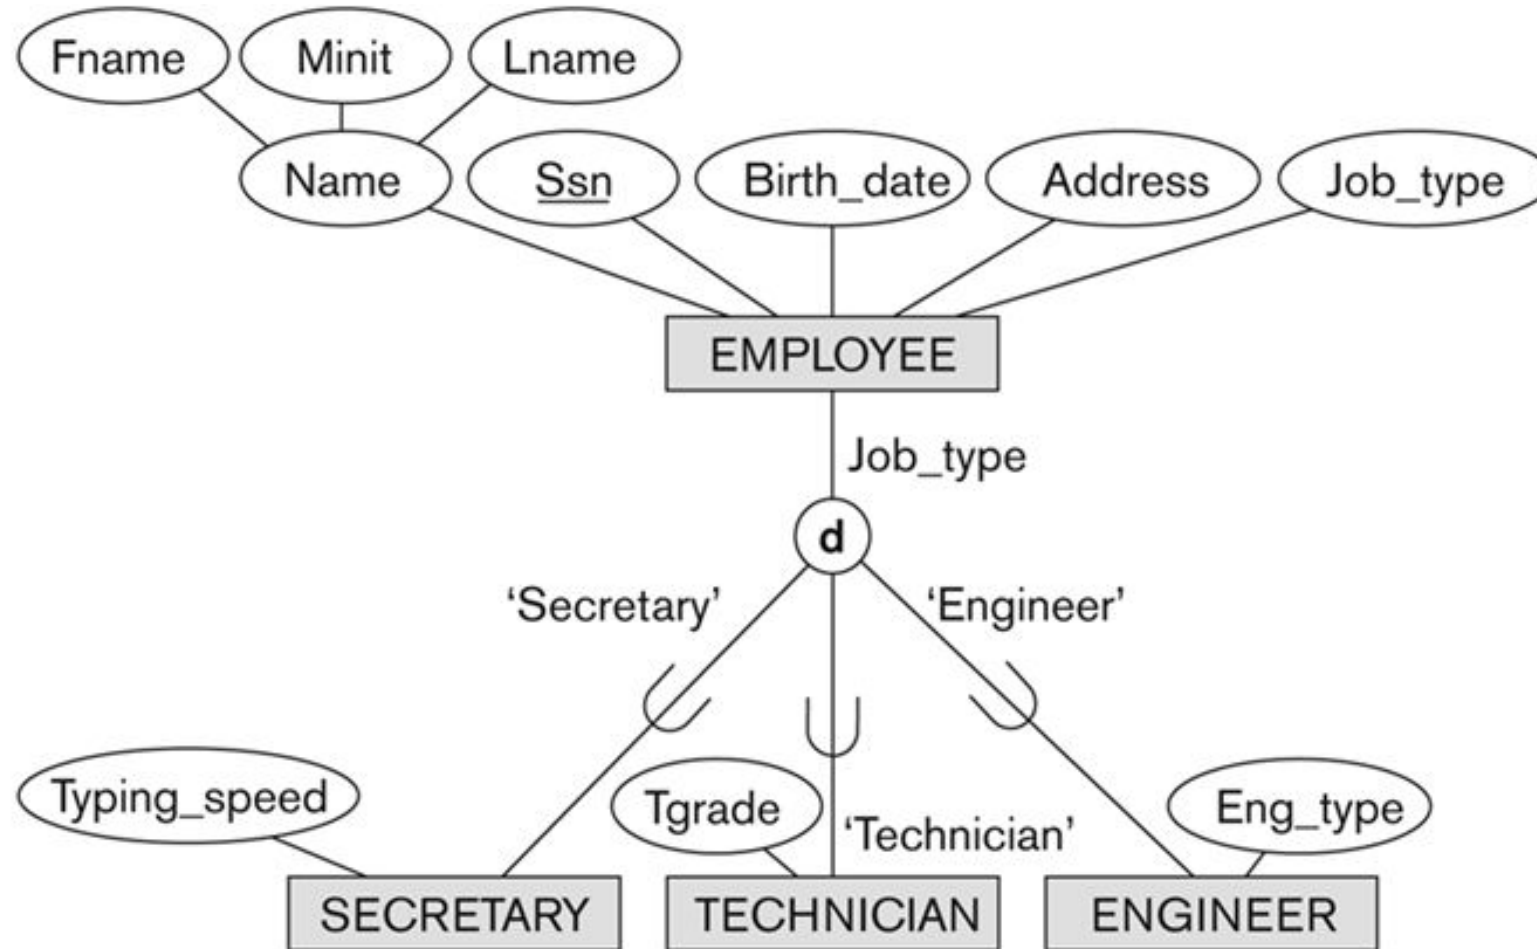 Fname Minit Lname
Name Ssn Birth_date Address Job_type
EMPLOYEE
Job_type
d
‘Secretary’ ‘Engineer’
Typing_speed Tgrade Eng_type
‘Technician’
SECRETARY TECHNICIAN ENGINEER